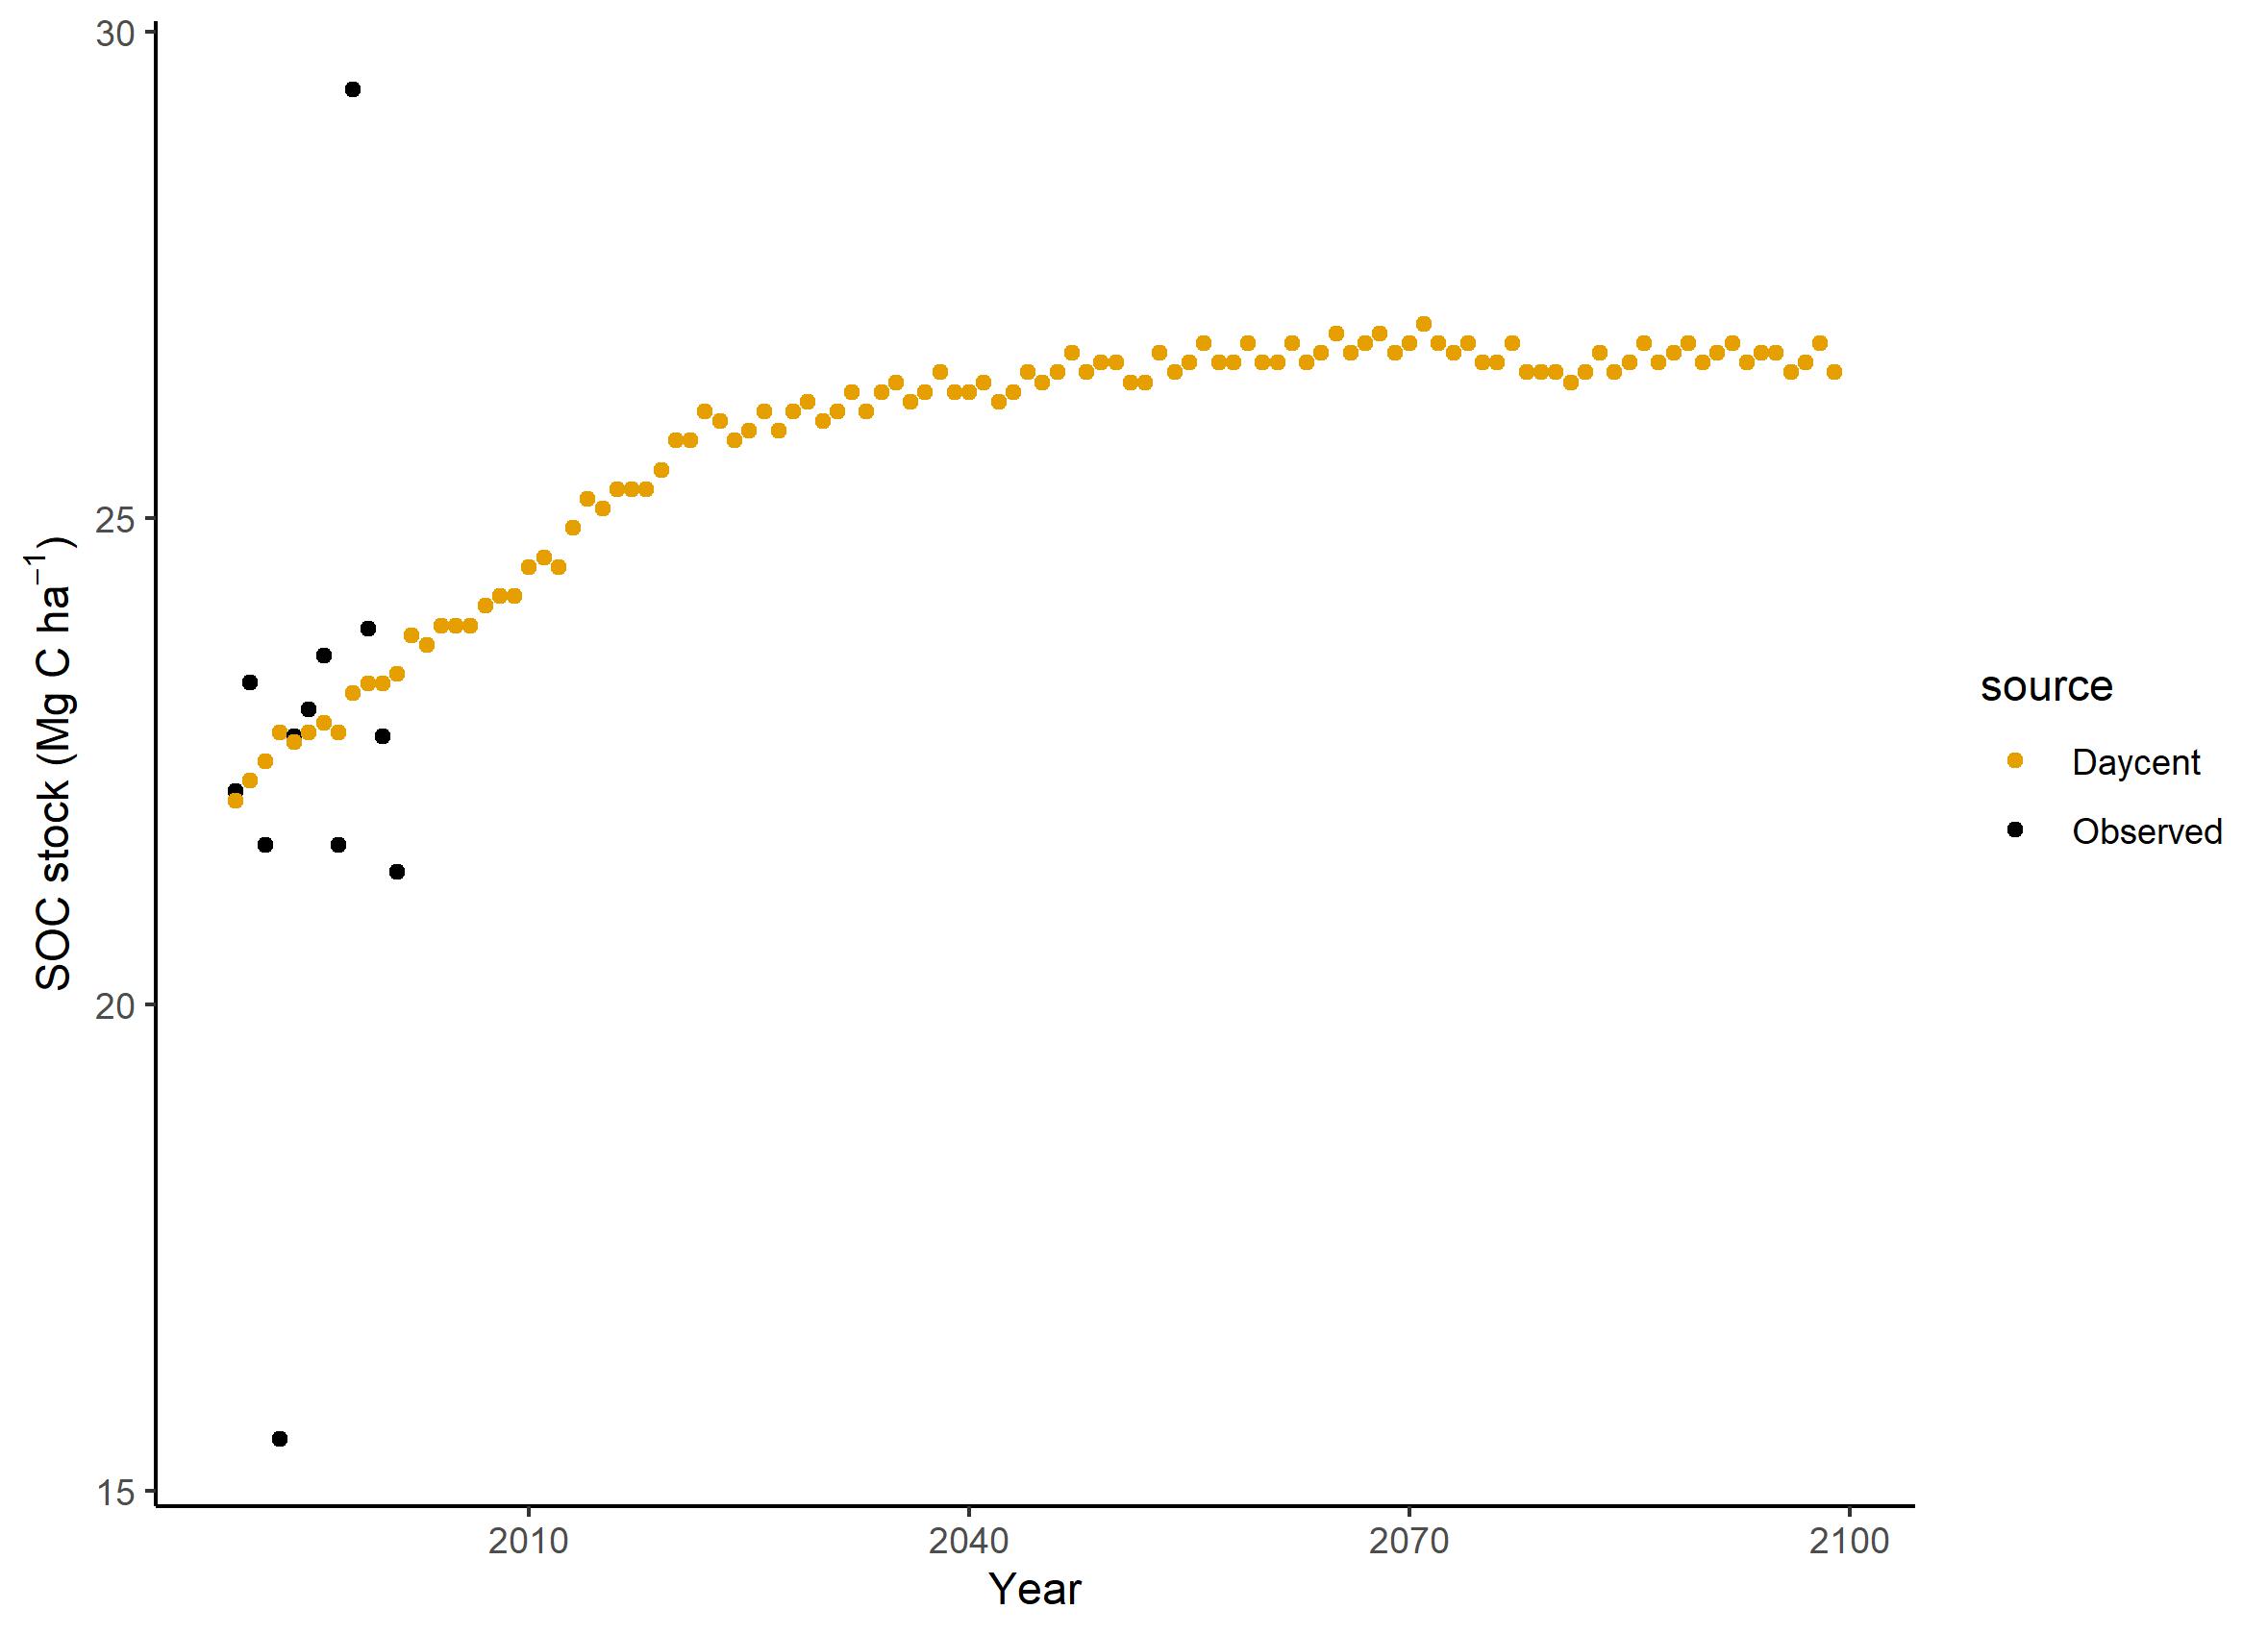 30
25
20
15
SOC stock (Mg C ha⁻¹)
2010 2040 2070 2100
Year
source
Daycent
Observed